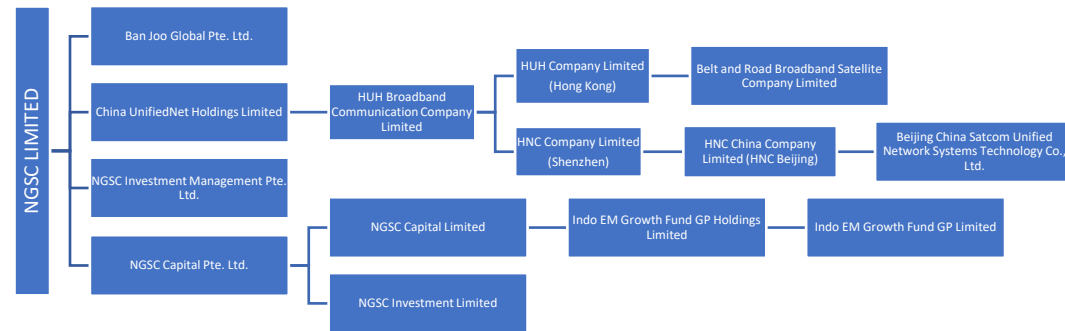 NGSC LIMITED
Ban Joo Global Pte. Ltd.
China UnifiedNet Holdings Limited
HUH Broadband
Communication Company
Limited
HUH Company Limited
(Hong Kong)
Belt and Road Broadband Satellite
Company Limited
HNC Company Limited
(Shenzhen)
HNC China Company
Limited (HNC Beijing)
Beijing China Satcom Unified
Network Systems Technology Co.,
Ltd.
NGSC Investment Management Pte.
Ltd.
NGSC Capital Pte. Ltd.
NGSC Capital Limited
Indo EM Growth Fund GP Holdings
Limited
Indo EM Growth Fund GP Limited
NGSC Investment Limited